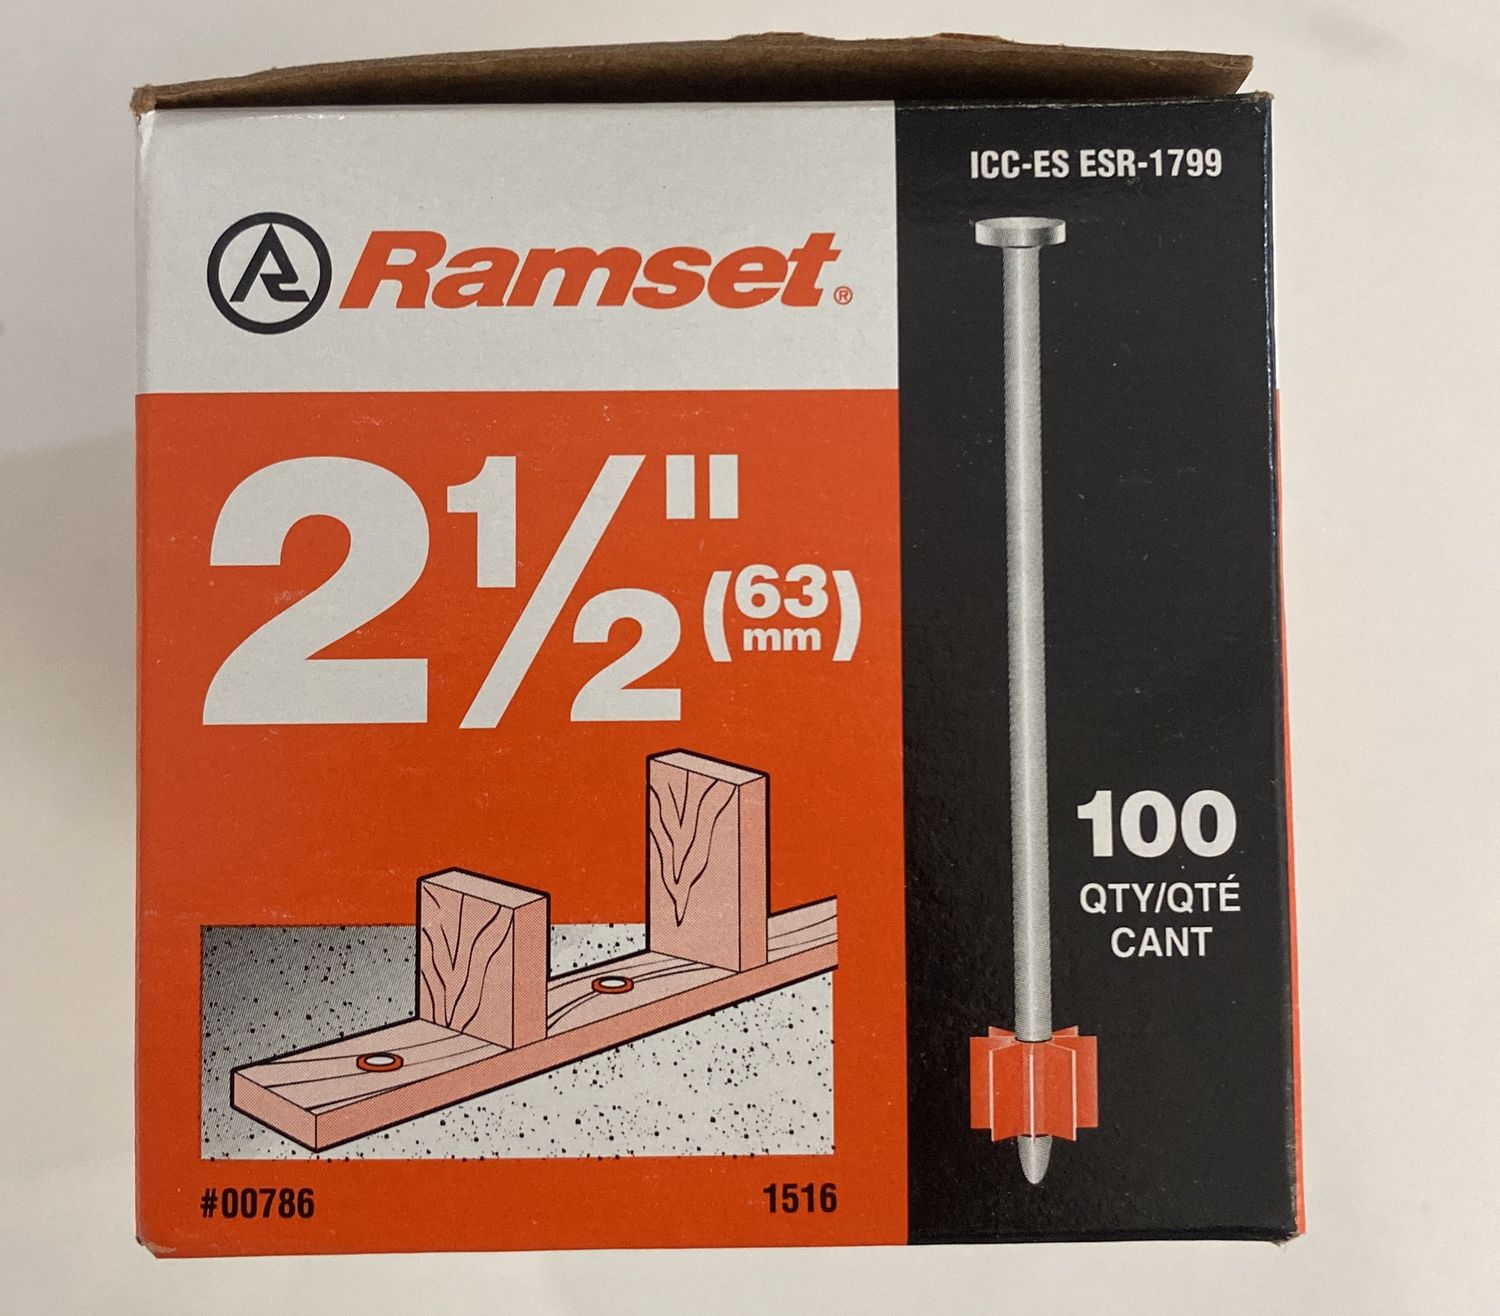 ICC-ES ESR-1799
Ramset®
2 1/2" (63 mm)
100
QTY/QTÉ
CANT
#00786
1516